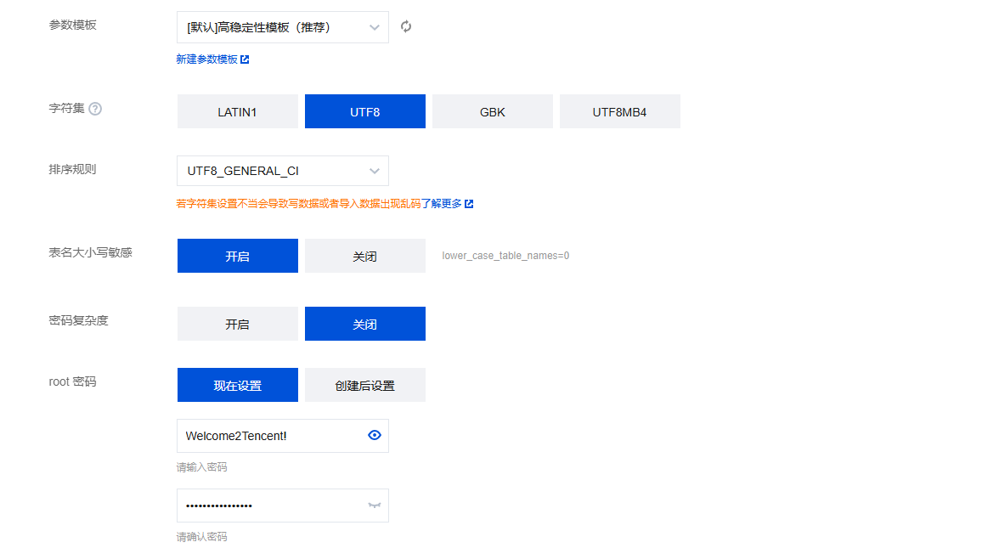 参数模板
[默认]高稳定性模板（推荐）
新建参数模板
字符集
LATIN1 UTF8 GBK UTF8MB4
排序规则
UTF8_GENERAL_CI
若字符集设置不当会导致写数据或者导入数据出现乱码了解更多
表名大小写敏感
开启 关闭 lower_case_table_names=0
密码复杂度
开启 关闭
root 密码
现在设置 创建后设置
Welcome2Tencent!
请输入密码
••••••••••••••••
请确认密码